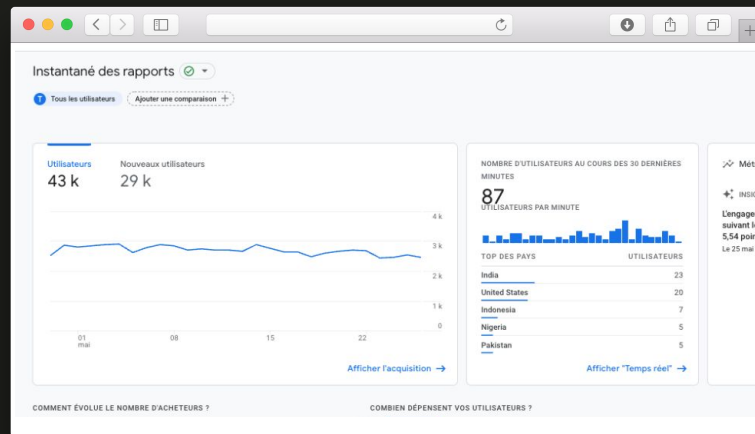 Instantané des rapports
T Tous les utilisateurs
Ajouter une comparaison +
Utilisateurs
43 k
Nouveaux utilisateurs
29 k
4 k
3 k
2 k
1 k
0
01
mai
08
15
22
Afficher l'acquisition →
NOMBRE D'UTILISATEURS AU COURS DES 30 DERNIÈRES
MINUTES
87
UTILISATEURS PAR MINUTE
TOP DES PAYS UTILISATEURS
India 23
United States 20
Indonesia 7
Nigeria 5
Pakistan 5
Afficher "Temps réel" →
Mét
INSI
L'engage
suivant l
5,54 poin
Le 25 mai
COMMENT ÉVOLUE LE NOMBRE D'ACHETEURS ?
COMBIEN DÉPENSENT VOS UTILISATEURS ?